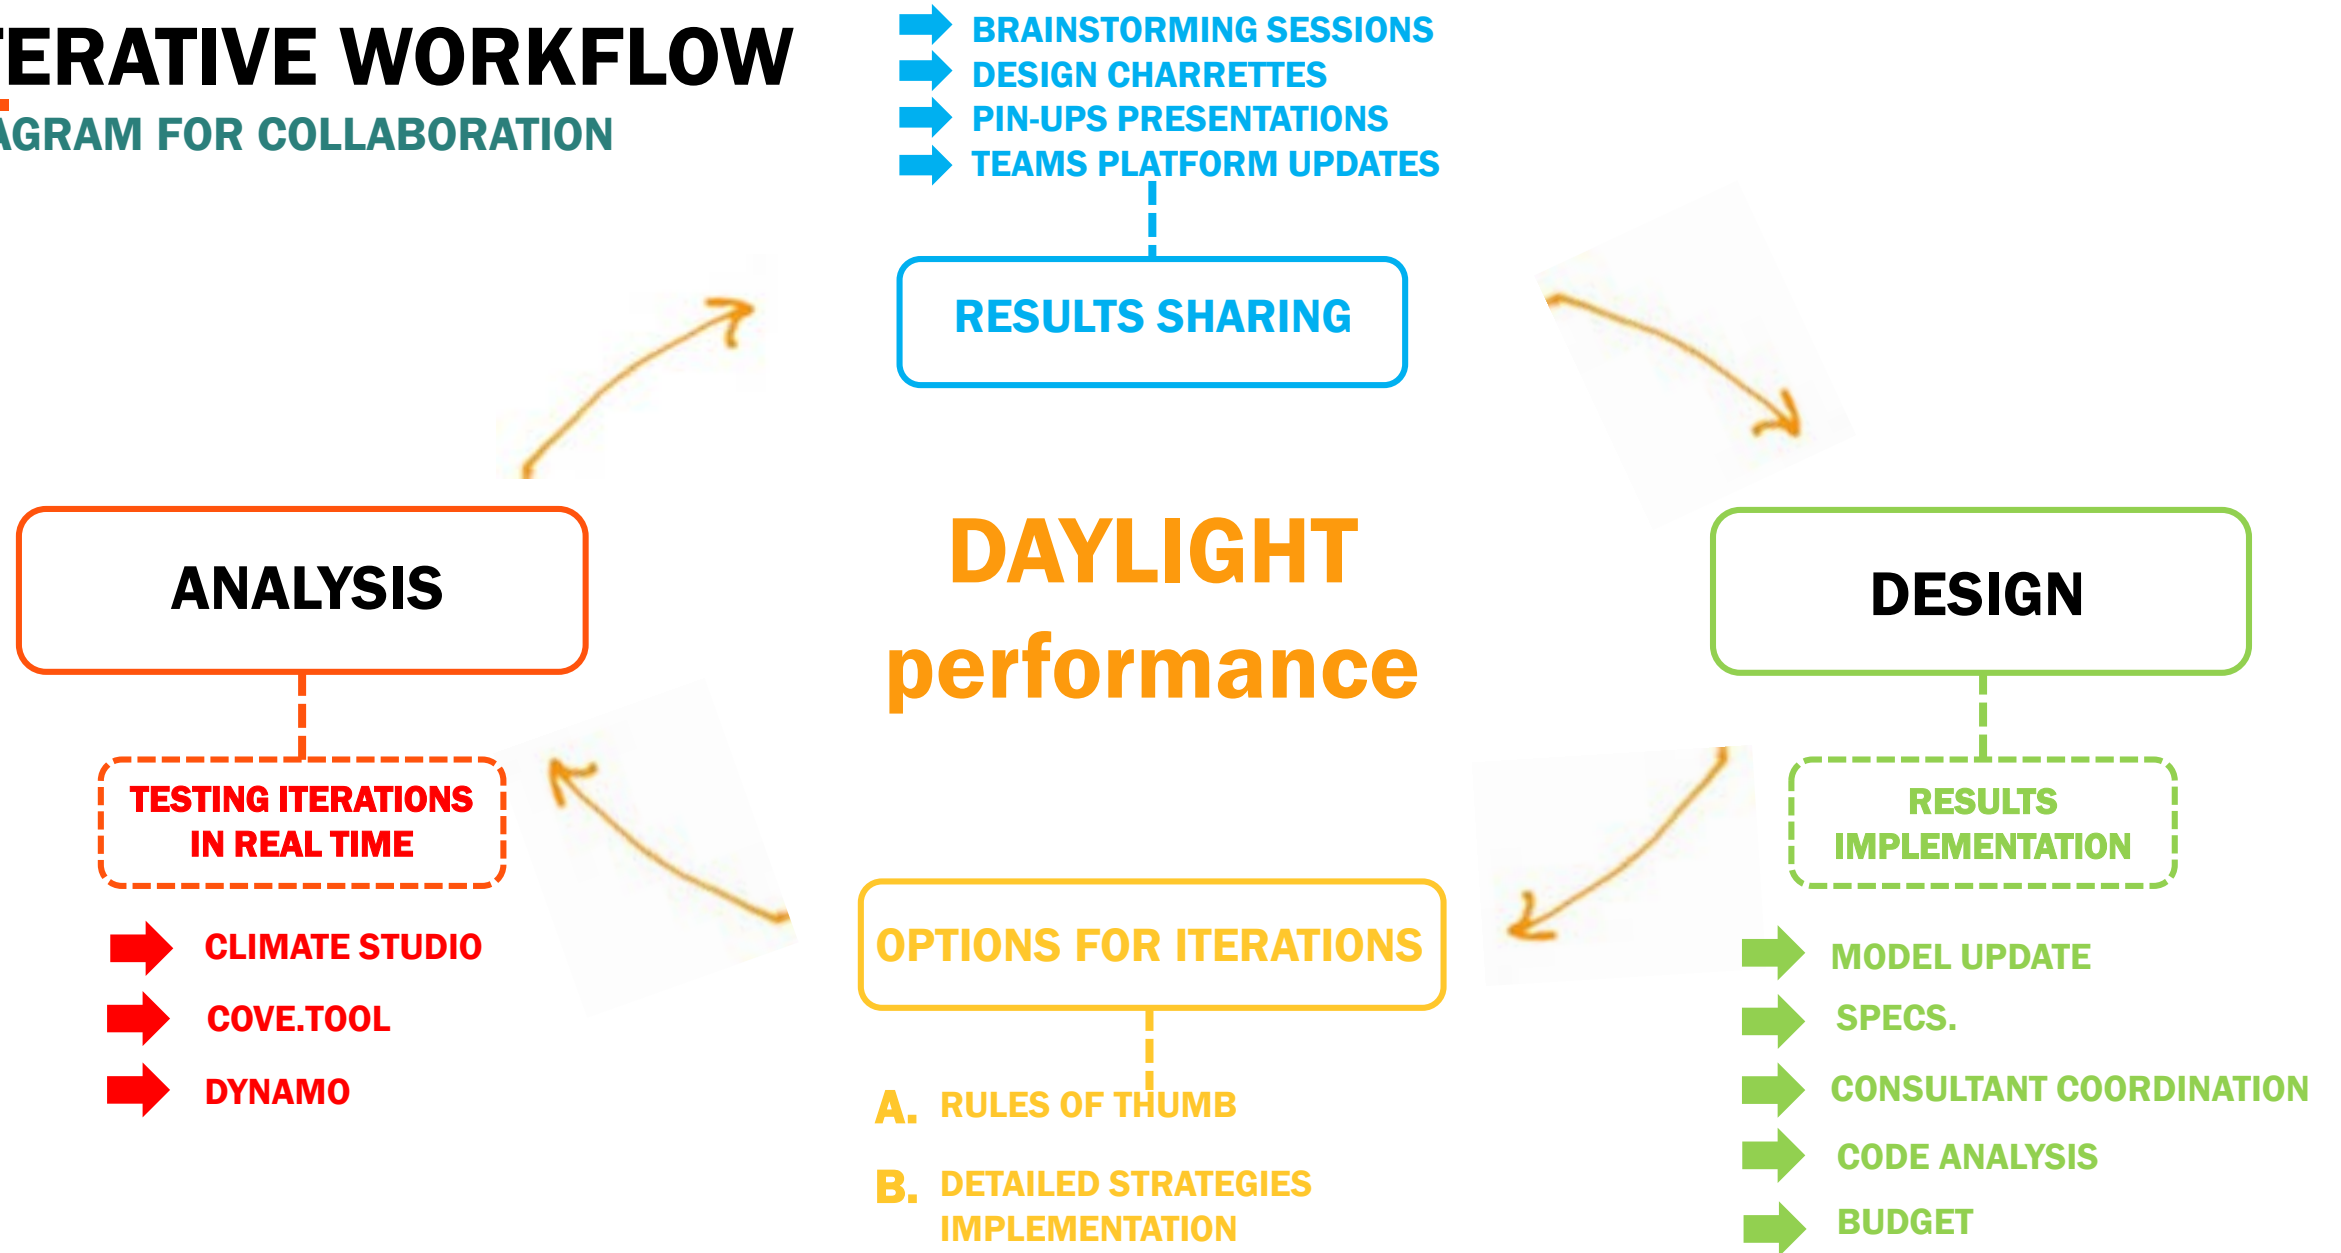 TERATIVE WORKFLOW
AGRAM FOR COLLABORATION
BRAINSTORMING SESSIONS
DESIGN CHARRETTES
PIN-UPS PRESENTATIONS
TEAMS PLATFORM UPDATES
RESULTS SHARING
ANALYSIS
DAYLIGHT
performance
DESIGN
TESTING ITERATIONS
IN REAL TIME
CLIMATE STUDIO
COVE.TOOL
DYNAMO
OPTIONS FOR ITERATIONS
A. RULES OF THUMB
B. DETAILED STRATEGIES
IMPLEMENTATION
RESULTS
IMPLEMENTATION
MODEL UPDATE
SPECS.
CONSULTANT COORDINATION
CODE ANALYSIS
BUDGET